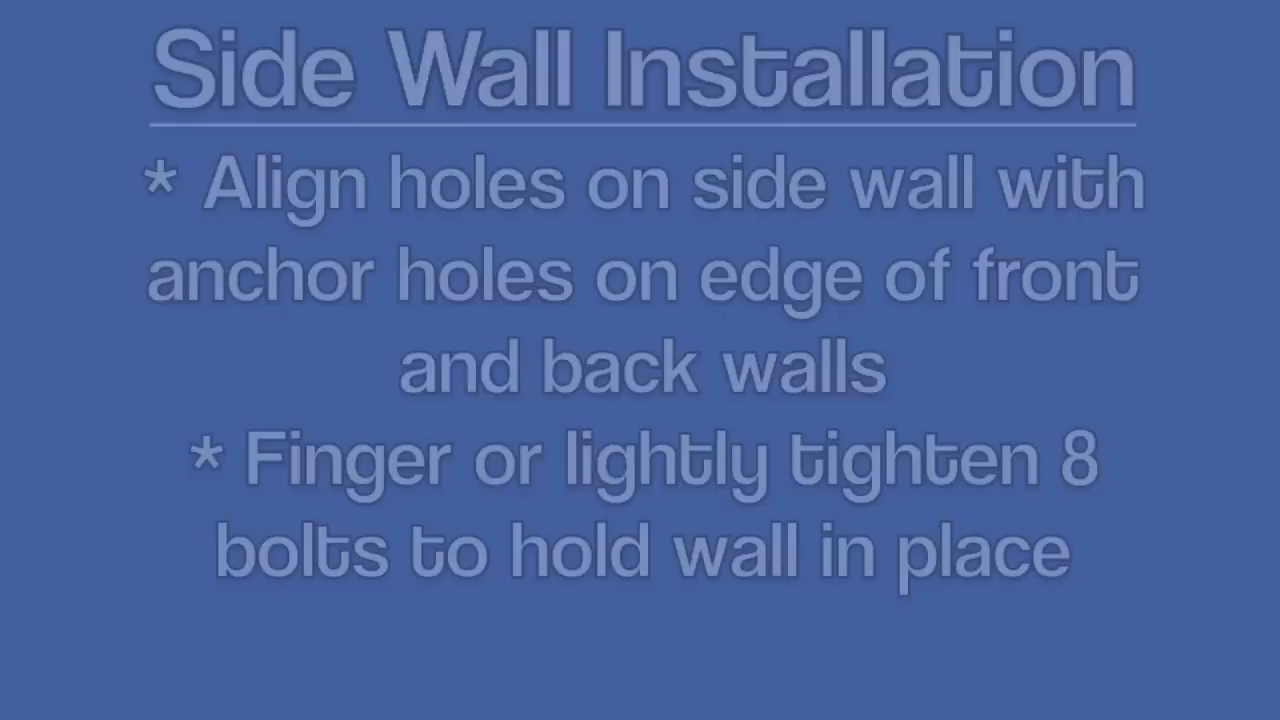 Side Wall Installation
* Align holes on side wall with
anchor holes on edge of front
and back walls
* Finger or lightly tighten 8
bolts to hold wall in place